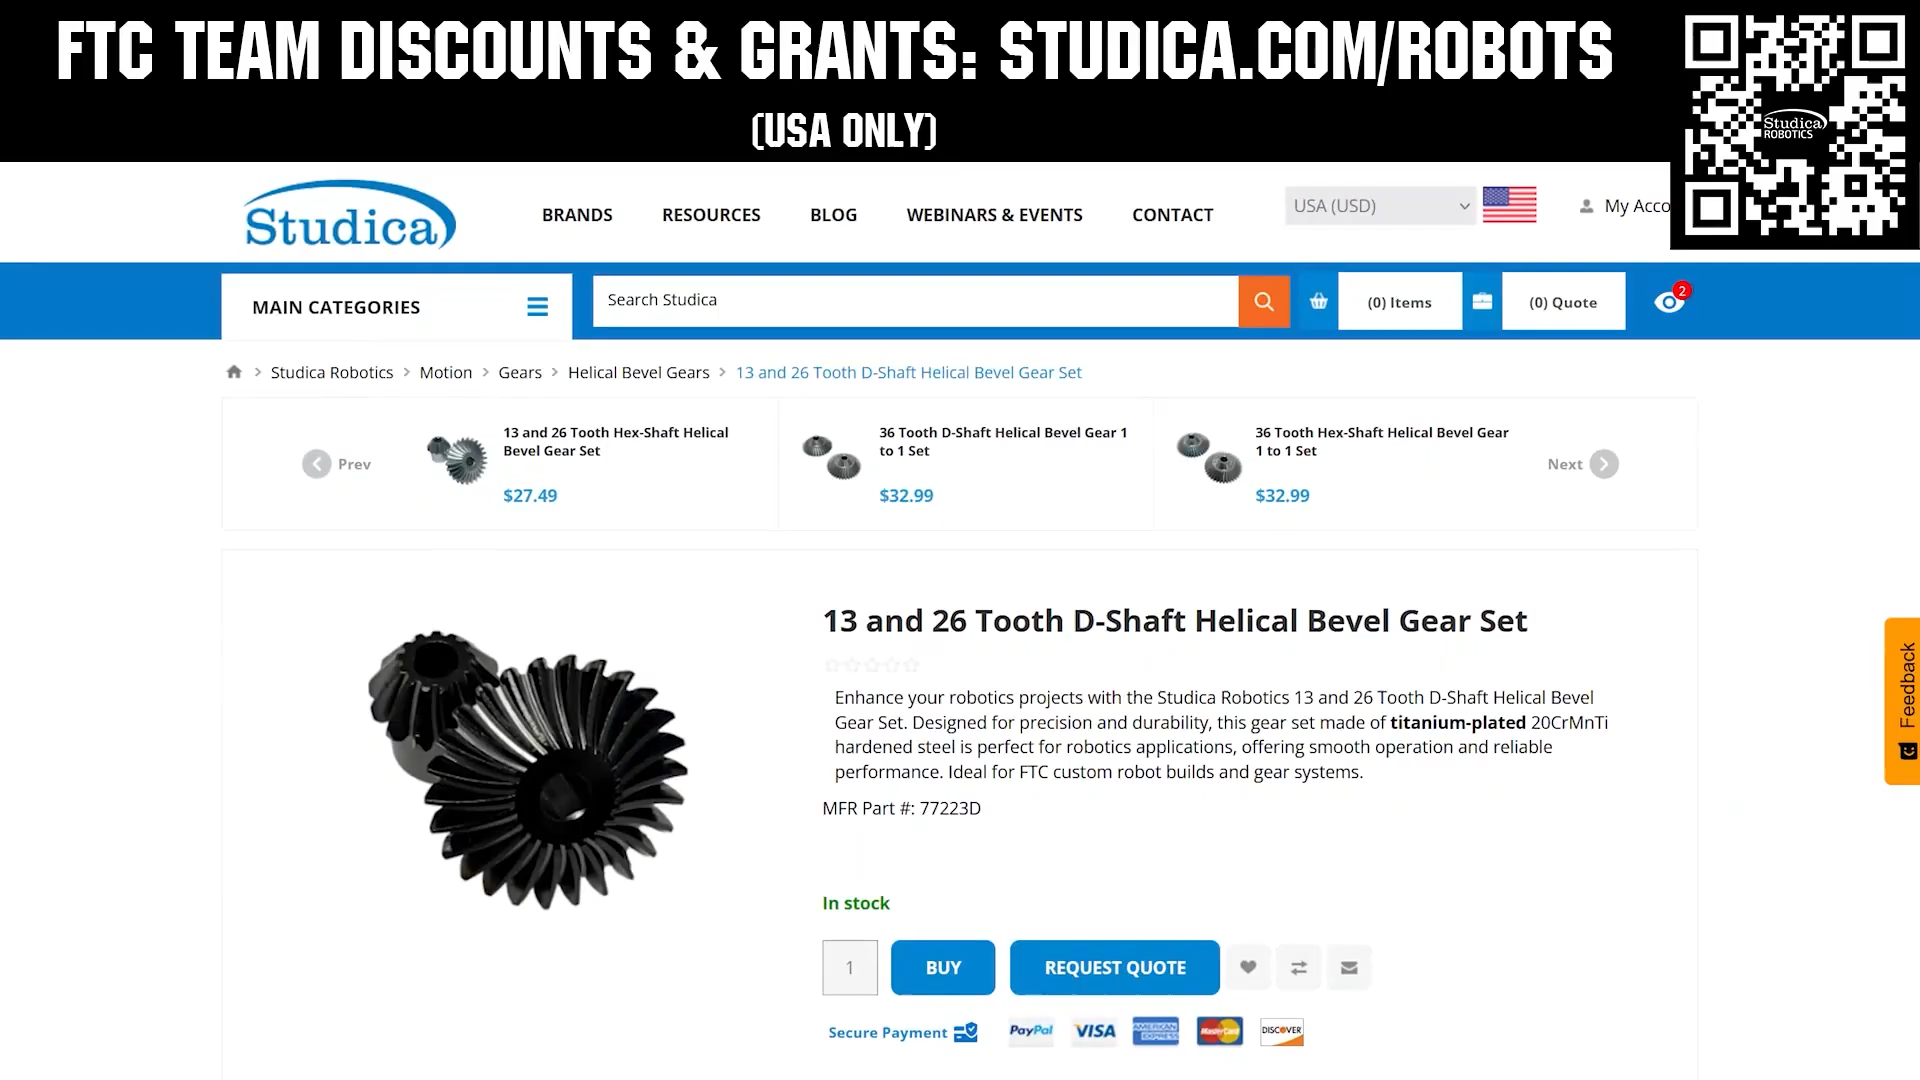 FTC TEAM DISCOUNTS & GRANTS: STUDICA.COM/ROBOTS
(USA ONLY)
Studica
ROBOTICS
Studica
BRANDS
RESOURCES
BLOG
WEBINARS & EVENTS
CONTACT
USA (USD)
My Acco
MAIN CATEGORIES
Search Studica
(0) Items
(0) Quote
2
Studica Robotics > Motion > Gears > Helical Bevel Gears > 13 and 26 Tooth D-Shaft Helical Bevel Gear Set
Prev
13 and 26 Tooth Hex-Shaft Helical
Bevel Gear Set
$27.49
36 Tooth D-Shaft Helical Bevel Gear 1
to 1 Set
$32.99
36 Tooth Hex-Shaft Helical Bevel Gear
1 to 1 Set
$32.99
Next
13 and 26 Tooth D-Shaft Helical Bevel Gear Set
Enhance your robotics projects with the Studica Robotics 13 and 26 Tooth D-Shaft Helical Bevel
Gear Set. Designed for precision and durability, this gear set made of titanium-plated 20CrMnTi
hardened steel is perfect for robotics applications, offering smooth operation and reliable
performance. Ideal for FTC custom robot builds and gear systems.
MFR Part #: 77223D
In stock
1
BUY
REQUEST QUOTE
Secure Payment
PayPal
VISA
AMERICAN
EXPRESS
MasterCard
DISCOVER
Feedback